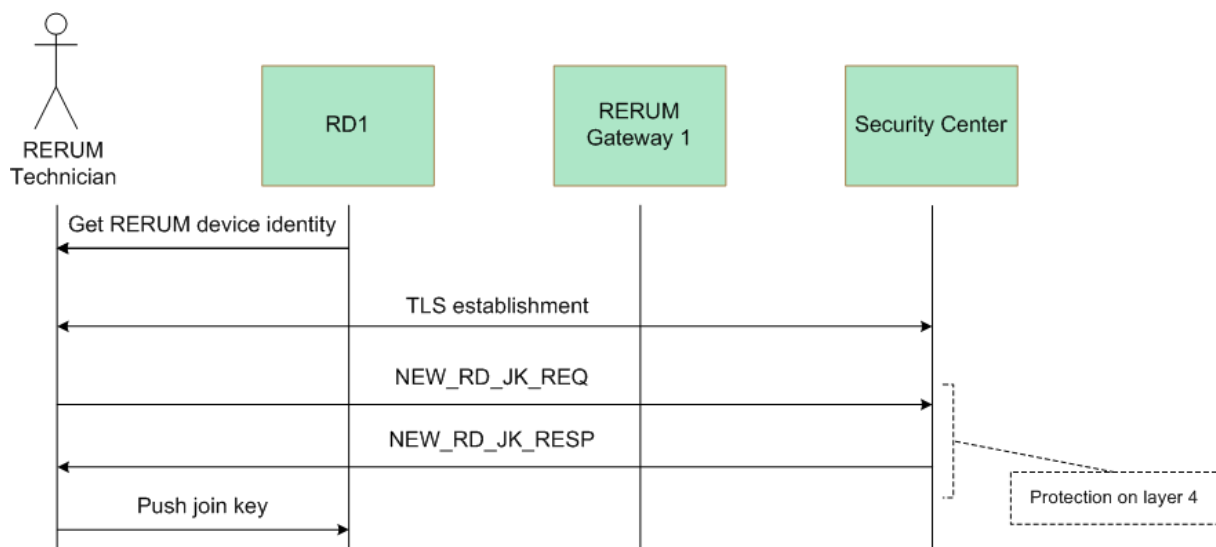 RERUM
Technician
RD1
RERUM
Gateway 1
Security Center
Get RERUM device identity
TLS establishment
NEW_RD_JK_REQ
NEW_RD_JK_RESP
Protection on layer 4
Push join key